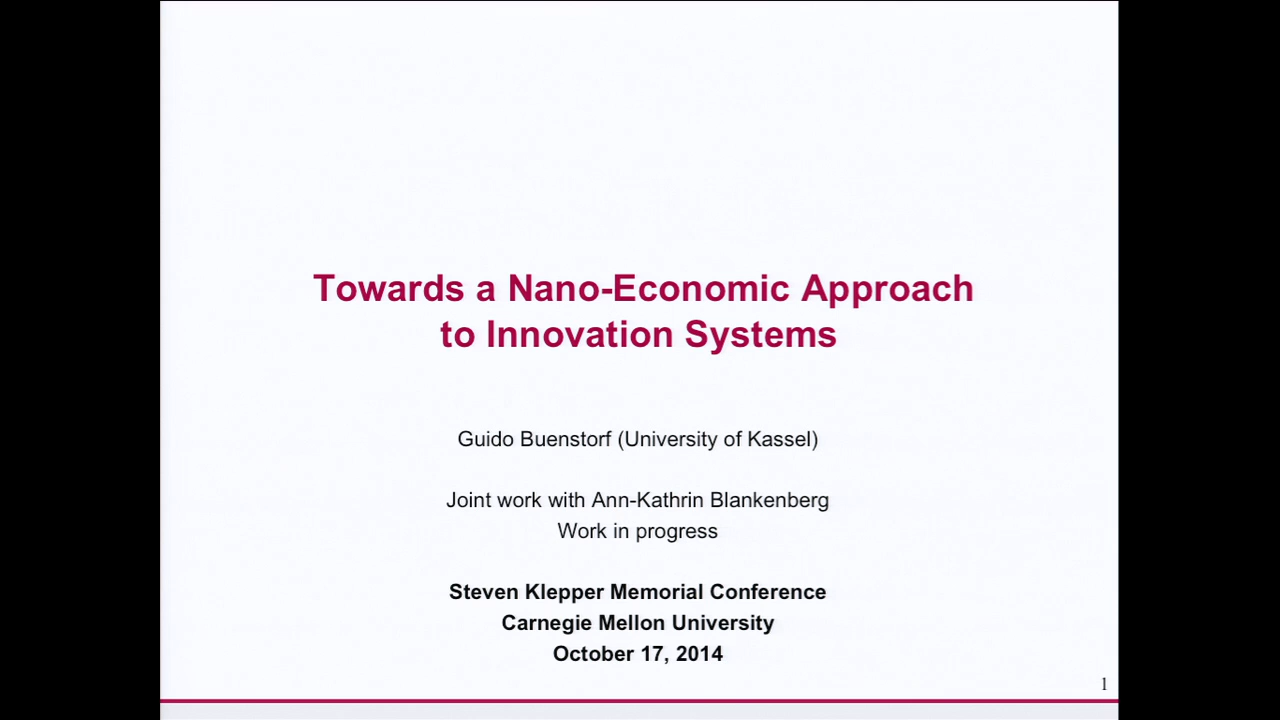 Towards a Nano-Economic Approach
to Innovation Systems
Guido Buenstorf (University of Kassel)
Joint work with Ann-Kathrin Blankenberg
Work in progress
Steven Klepper Memorial Conference
Carnegie Mellon University
October 17, 2014
1